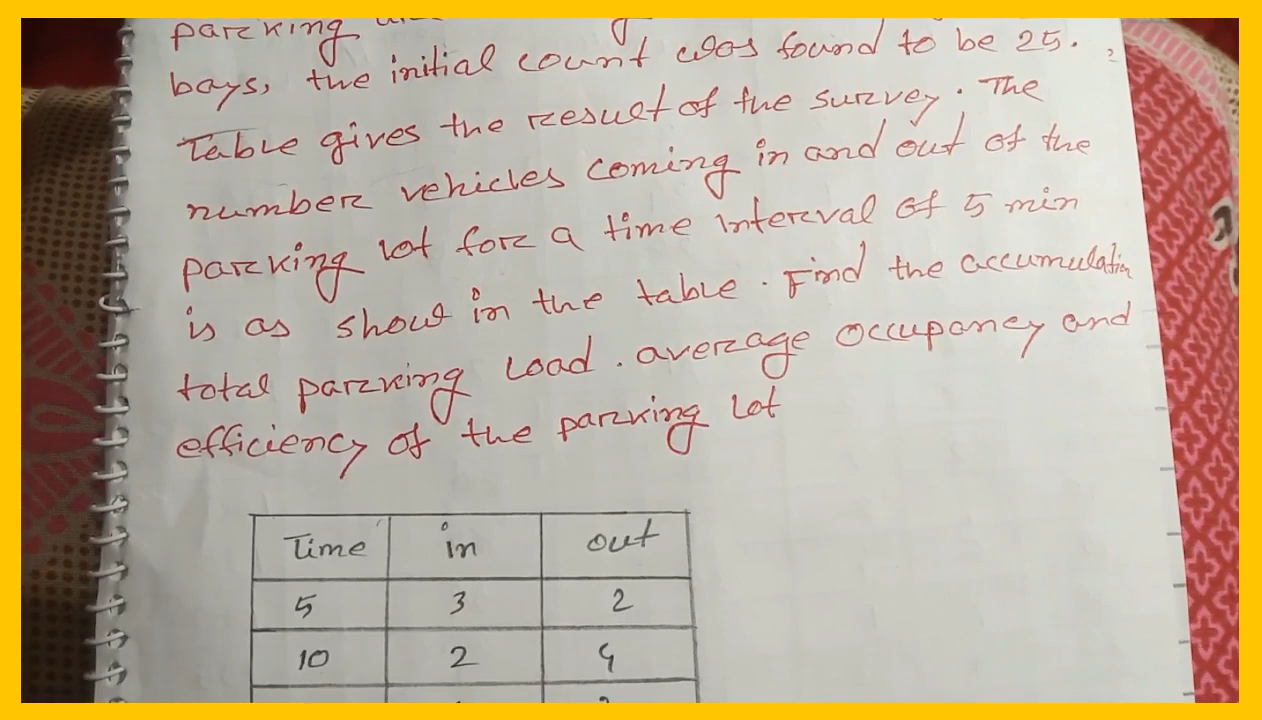 parking
bays, the initial count was found to be 25.
Table gives the result of the survey. The
number vehicles coming in and out of the
parking lot for a time interval of 5 min
is as show in the table. Find the accumulation
total parking load. average occupancy and
efficiency of the parking lot
Time in out
5 3 2
10 2 4